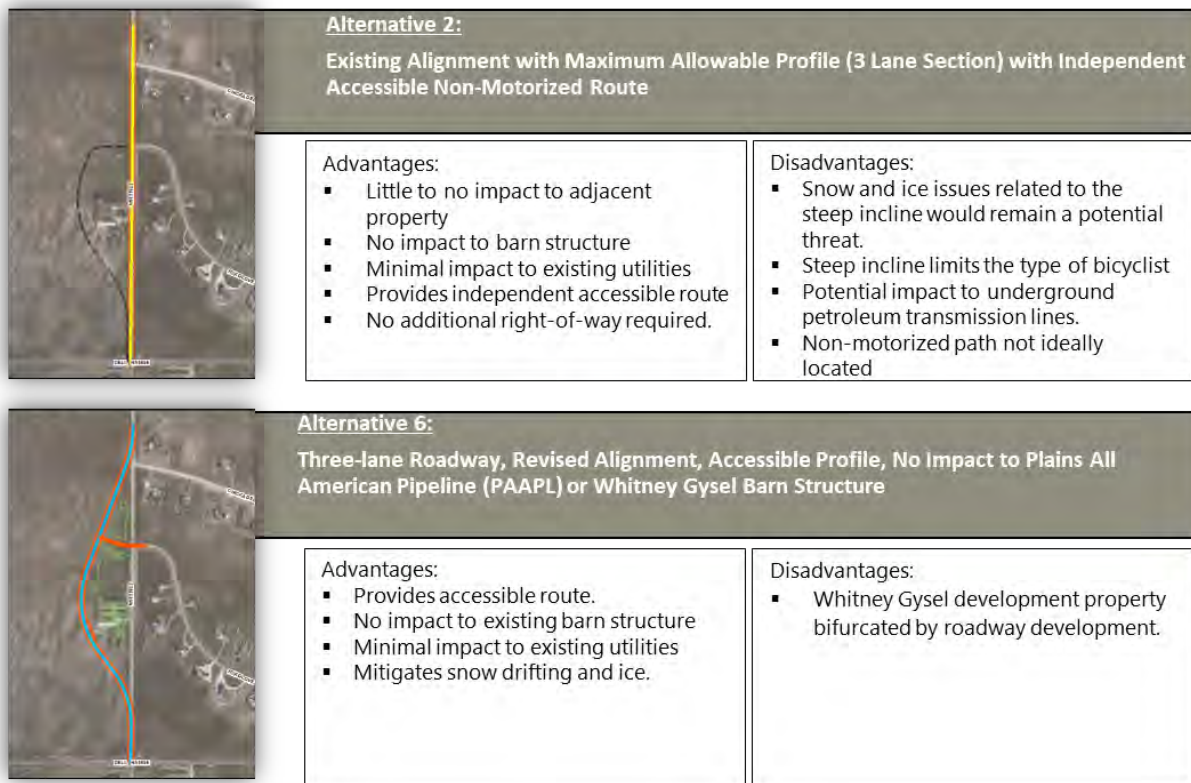 Alternative 2:
Existing Alignment with Maximum Allowable Profile (3 Lane Section) with Independent
Accessible Non-Motorized Route
Advantages:
▪ Little to no impact to adjacent
property
▪ No impact to barn structure
▪ Minimal impact to existing utilities
▪ Provides independent accessible route
▪ No additional right-of-way required.
Disadvantages:
▪ Snow and ice issues related to the
steep incline would remain a potential
threat.
▪ Steep incline limits the type of bicyclist
▪ Potential impact to underground
petroleum transmission lines.
▪ Non-motorized path not ideally
located
Alternative 6:
Three-lane Roadway, Revised Alignment, Accessible Profile, No Impact to Plains All
American Pipeline (PAAPL) or Whitney Gysel Barn Structure
Advantages:
▪ Provides accessible route.
▪ No impact to existing barn structure
▪ Minimal impact to existing utilities
▪ Mitigates snow drifting and ice.
Disadvantages:
▪ Whitney Gysel development property
bifurcated by roadway development.